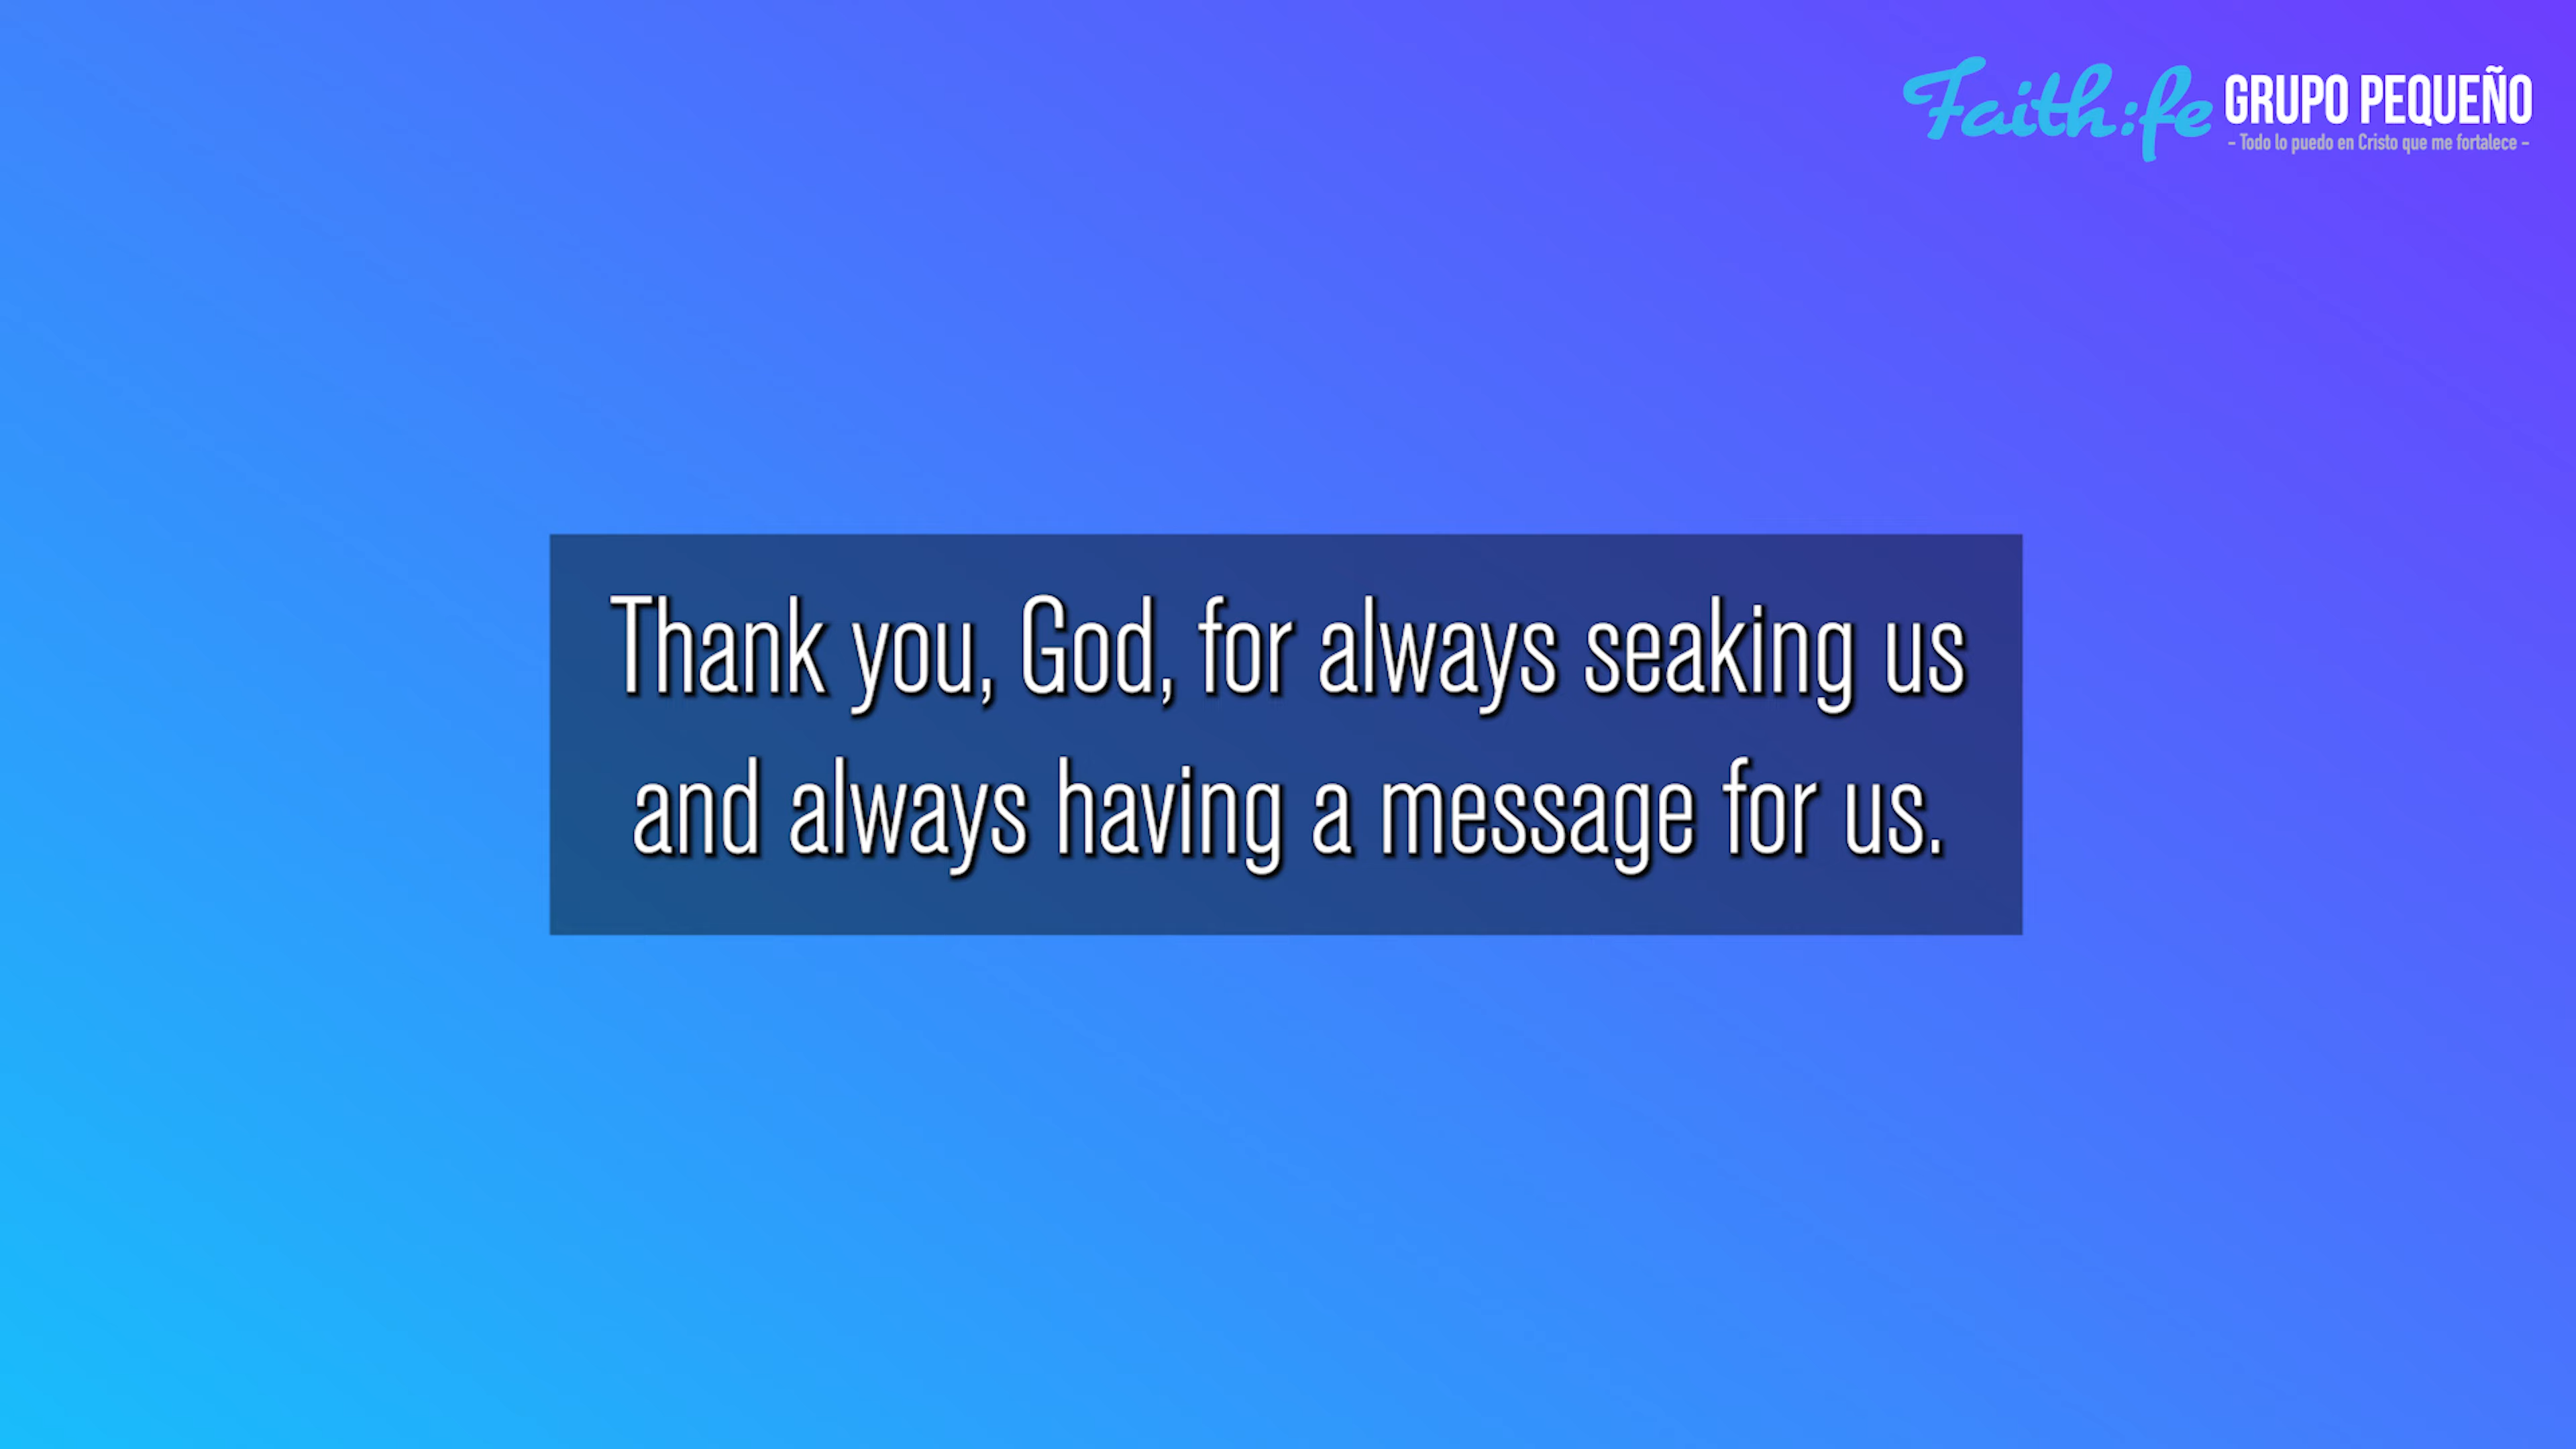 Faith:fe GRUPO PEQUEÑO
- Todo lo puedo en Cristo que me fortalece -
Thank you, God, for always seaking us
and always having a message for us.